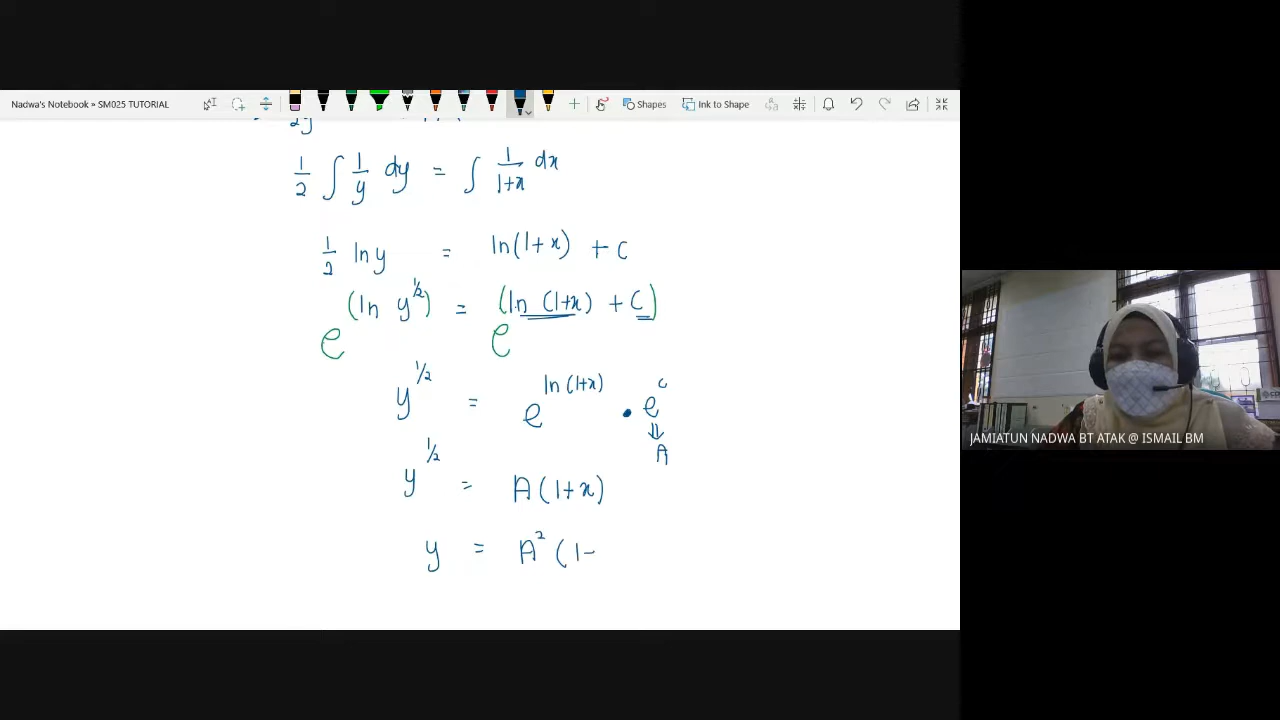 Nadwa's Notebook » SM025 TUTORIAL
Shapes
Ink to Shape
1/2 ∫ 1/y dy = ∫ 1/(1+x) dx
1/2 ln y = ln(1+x) + C
e^(ln y^(1/2)) = e^(ln (1+x) + C)
y^(1/2) = e^(ln(1+x)) • e^c
⇓
A
y^(1/2) = A(1+x)
y = A²(1-
JAMIATUN NADWA BT ATAK @ ISMAIL BM